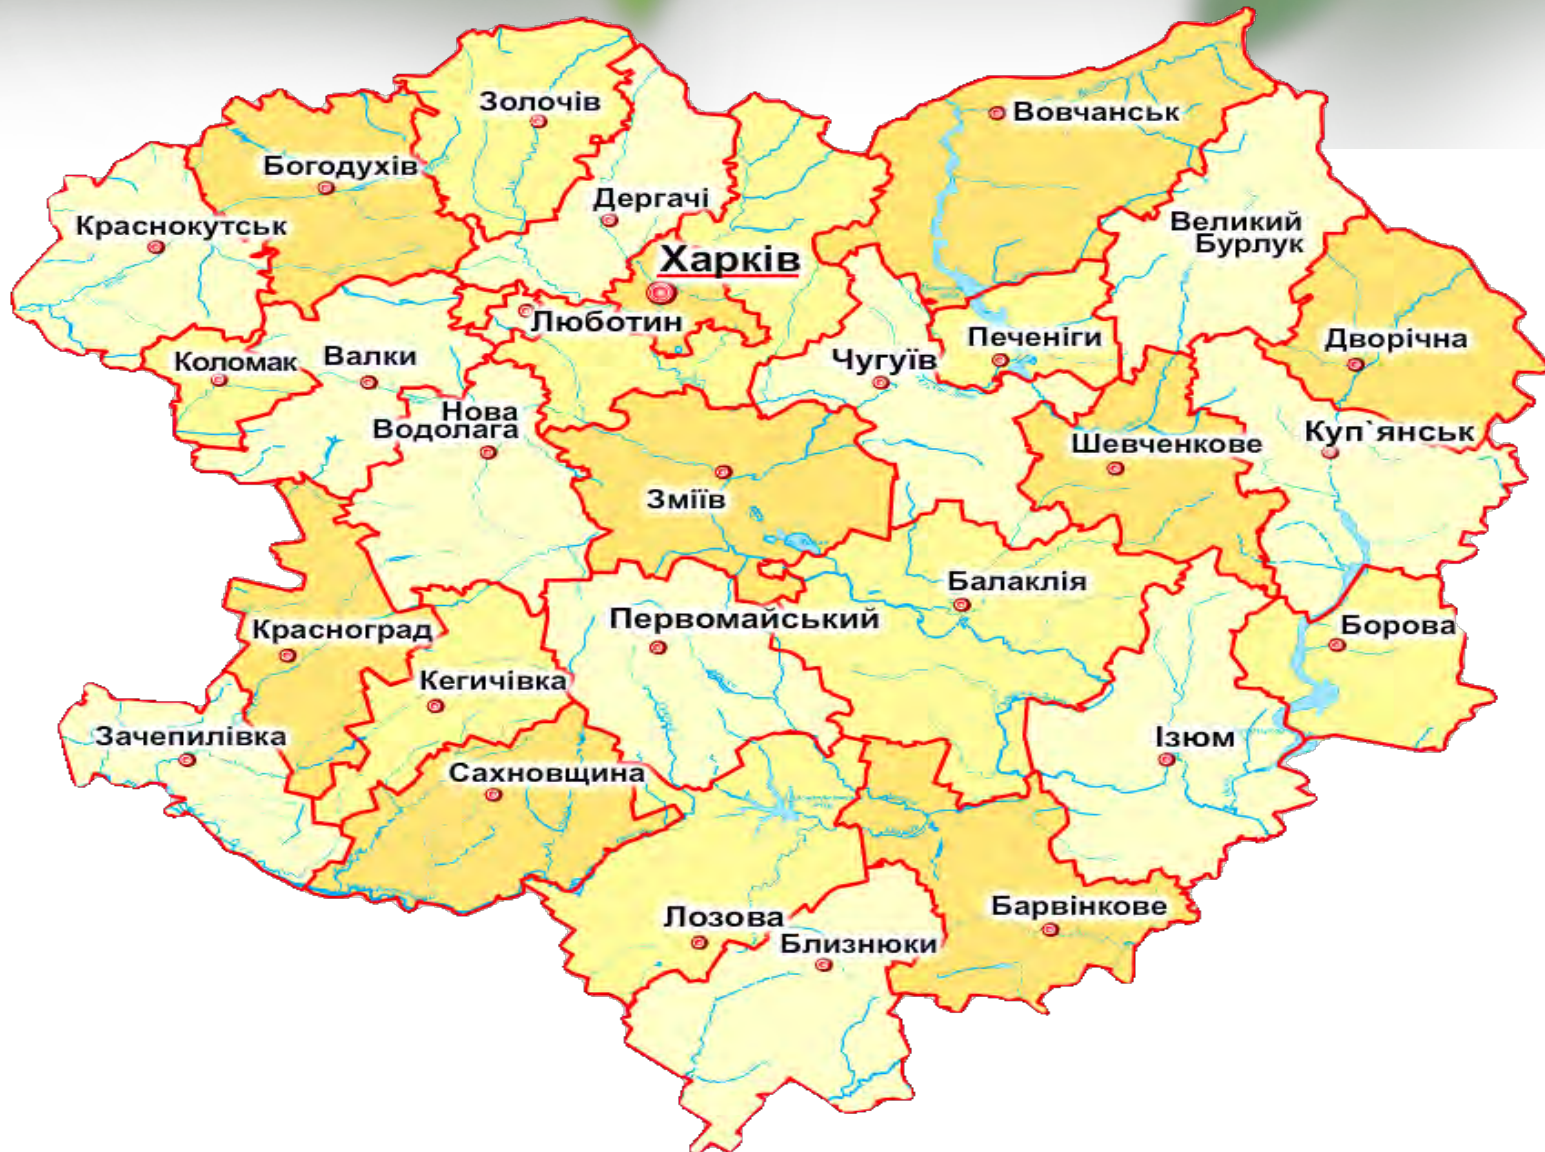 Золочів
Вовчанськ
Богодухів
Дергачі
Краснокутськ
Великий
Бурлук
Харків
Люботин
Печеніги
Дворічна
Коломак
Валки
Чугуїв
Нова
Водолага
Шевченкове
Куп`янськ
Зміїв
Балаклія
Первомайський
Борова
Красноград
Кегичівка
Зачепилівка
Ізюм
Сахновщина
Барвінкове
Лозова
Близнюки